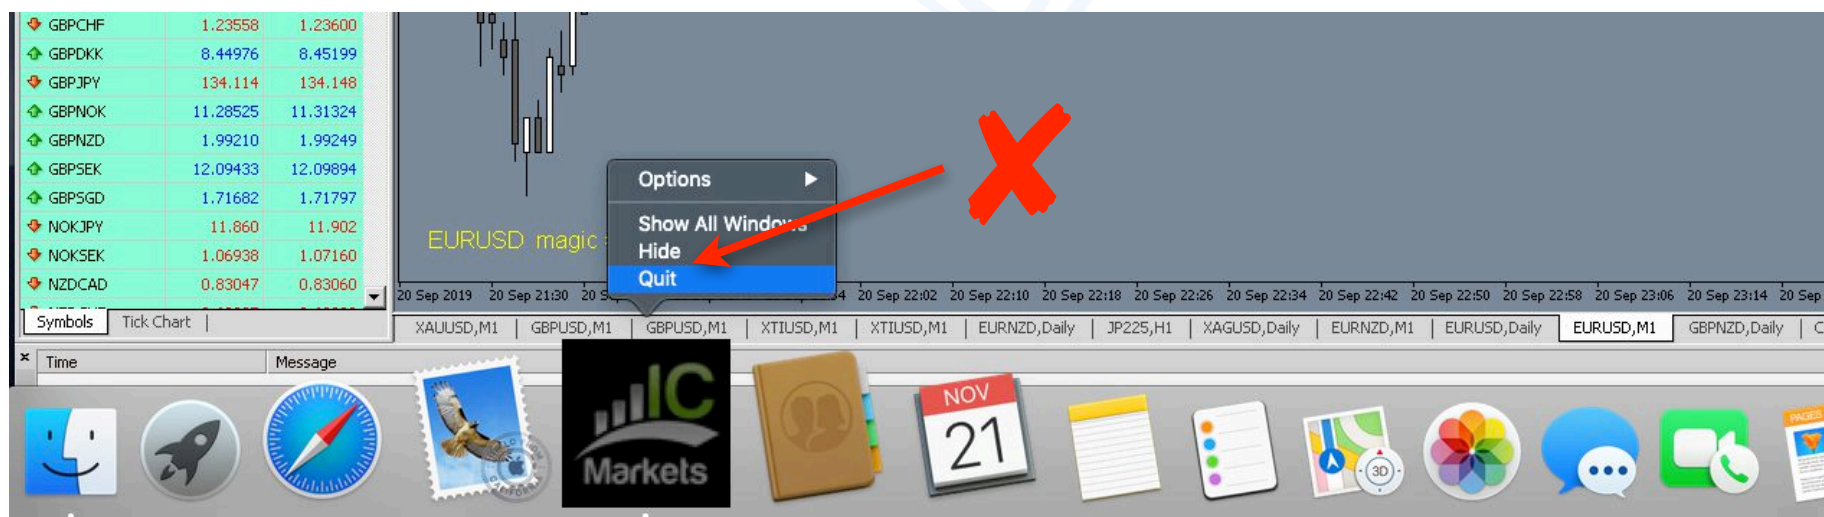 GBPCHF 1.23558 1.23600
GBPDKK 8.44976 8.45199
GBPJPY 134.114 134.148
GBPNOK 11.28525 11.31324
GBPNZD 1.99210 1.99249
GBPSEK 12.09433 12.09894
GBPSGD 1.71682 1.71797
NOKJPY 11.860 11.902
NOKSEK 1.06938 1.07160
NZDCAD 0.83047 0.83060
Symbols Tick Chart
EURUSD magic
Options
Show All Windows
Hide
Quit
20 Sep 2019 20 Sep 21:30 20 Sep 22:02 20 Sep 22:10 20 Sep 22:18 20 Sep 22:26 20 Sep 22:34 20 Sep 22:42 20 Sep 22:50 20 Sep 22:58 20 Sep 23:06 20 Sep 23:14 20 Sep
XAUUSD,M1 GBPUSD,M1 GBPUSD,M1 XTIUSD,M1 XTIUSD,M1 EURNZD,Daily JP225,H1 XAGUSD,Daily EURNZD,M1 EURUSD,Daily EURUSD,M1 GBPNZD,Daily
Time Message
IC
Markets
NOV
21
3D
PAGES